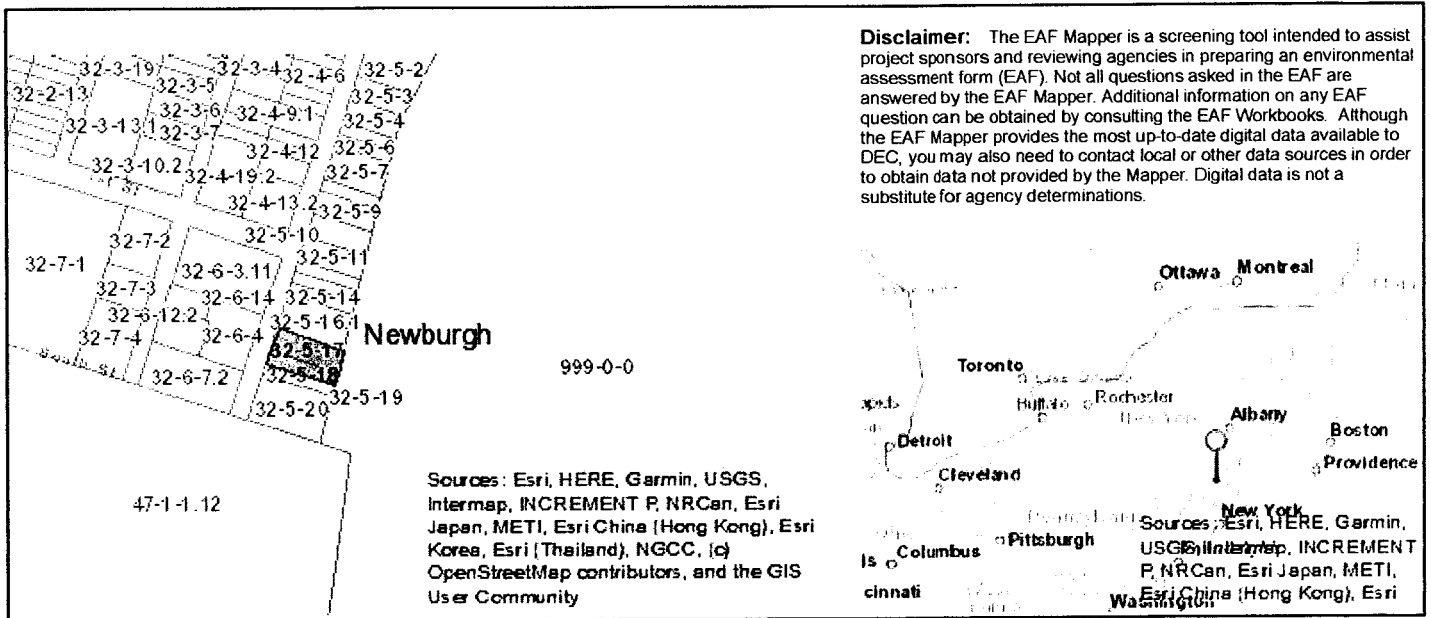 Disclaimer: The EAF Mapper is a screening tool intended to assist
project sponsors and reviewing agencies in preparing an environmental
assessment form (EAF). Not all questions asked in the EAF are
answered by the EAF Mapper. Additional information on any EAF
question can be obtained by consulting the EAF Workbooks. Although
the EAF Mapper provides the most up-to-date digital data available to
DEC, you may also need to contact local or other data sources in order
to obtain data not provided by the Mapper. Digital data is not a
substitute for agency determinations.
32-3-19
32-3-4
32-4-6
32-5-2
32-2-13
32-3-5
32-5-3
32-3-6
32-4-9.1
32-5-4
32-3-13.1
32-3-7
32-4-12
32-5-6
32-3-10.2
32-4-19.2
32-5-7
St
32-4-13.2
32-5-9
32-7-2
32-5-10
32-5-11
32-7-1
32-6-3.11
32-7-3
32-6-14
32-5-14
32-6-12.2
32-5-16.1
32-7-4
32-6-4
Newburgh
32-5-17
999-0-0
South St
32-6-7.2
32-5-18
32-5-19
32-5-20
47-1-1.12
Sources: Esri, HERE, Garmin, USGS,
Intermap, INCREMENT P, NRCan, Esri
Japan, METI, Esri China (Hong Kong), Esri
Korea, Esri (Thailand), NGCC, (c)
OpenStreetMap contributors, and the GIS
User Community
Ottawa
Montreal
Toronto
Buffalo
Rochester
Albany
Boston
Detroit
Providence
Cleveland
New York
Pittsburgh
Columbus
cinnati
Washington
Sources: Esri, HERE, Garmin,
USGS, Intermap, INCREMENT
P, NRCan, Esri Japan, METI,
Esri China (Hong Kong), Esri